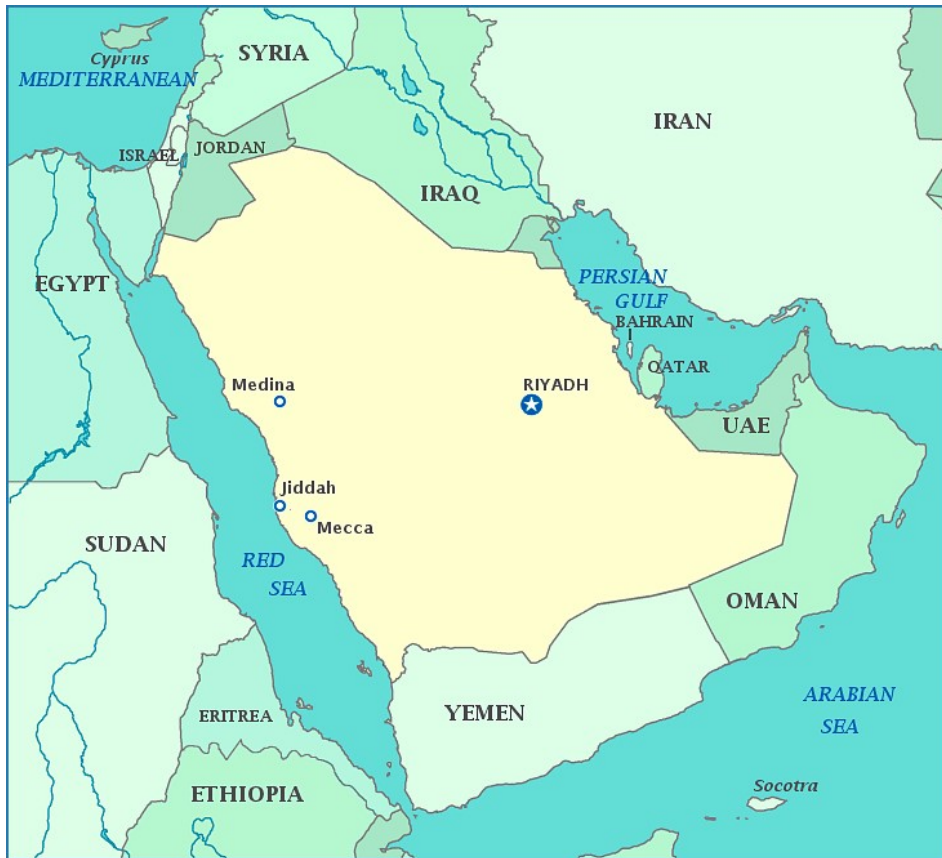 Cyprus
SYRIA
MEDITERRANEAN
IRAN
JORDAN
ISRAEL
IRAQ
EGYPT
PERSIAN
GULF
BAHRAIN
QATAR
Medina
RIYADH
UAE
Jiddah
Mecca
SUDAN
RED
SEA
OMAN
ARABIAN
SEA
YEMEN
ERITREA
Socotra
ETHIOPIA